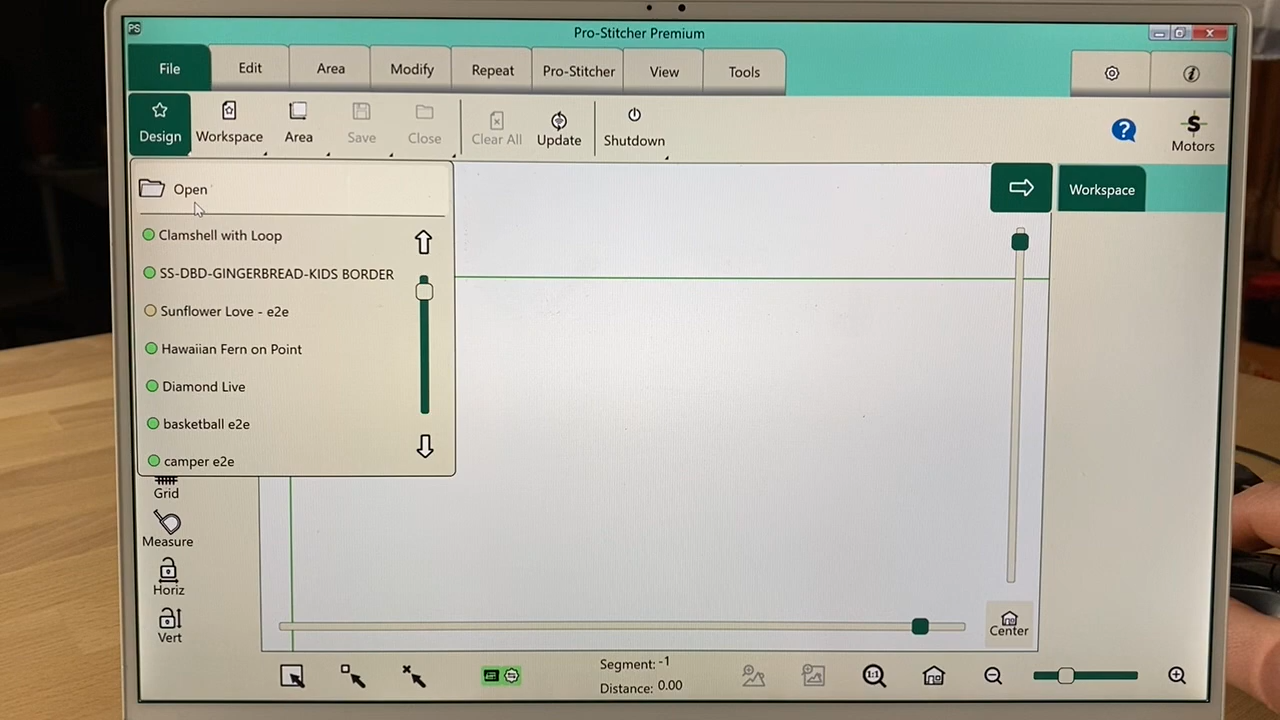 PS
Pro-Stitcher Premium
File
Edit
Area
Modify
Repeat
Pro-Stitcher
View
Tools
Design
Workspace
Area
Save
Close
Clear All
Update
Shutdown
?
S
Motors
Open
Workspace
Clamshell with Loop
SS-DBD-GINGERBREAD-KIDS BORDER
Sunflower Love - e2e
Hawaiian Fern on Point
Diamond Live
basketball e2e
camper e2e
Grid
Measure
Horiz
Vert
Center
Segment: -1
Distance: 0.00
1:1